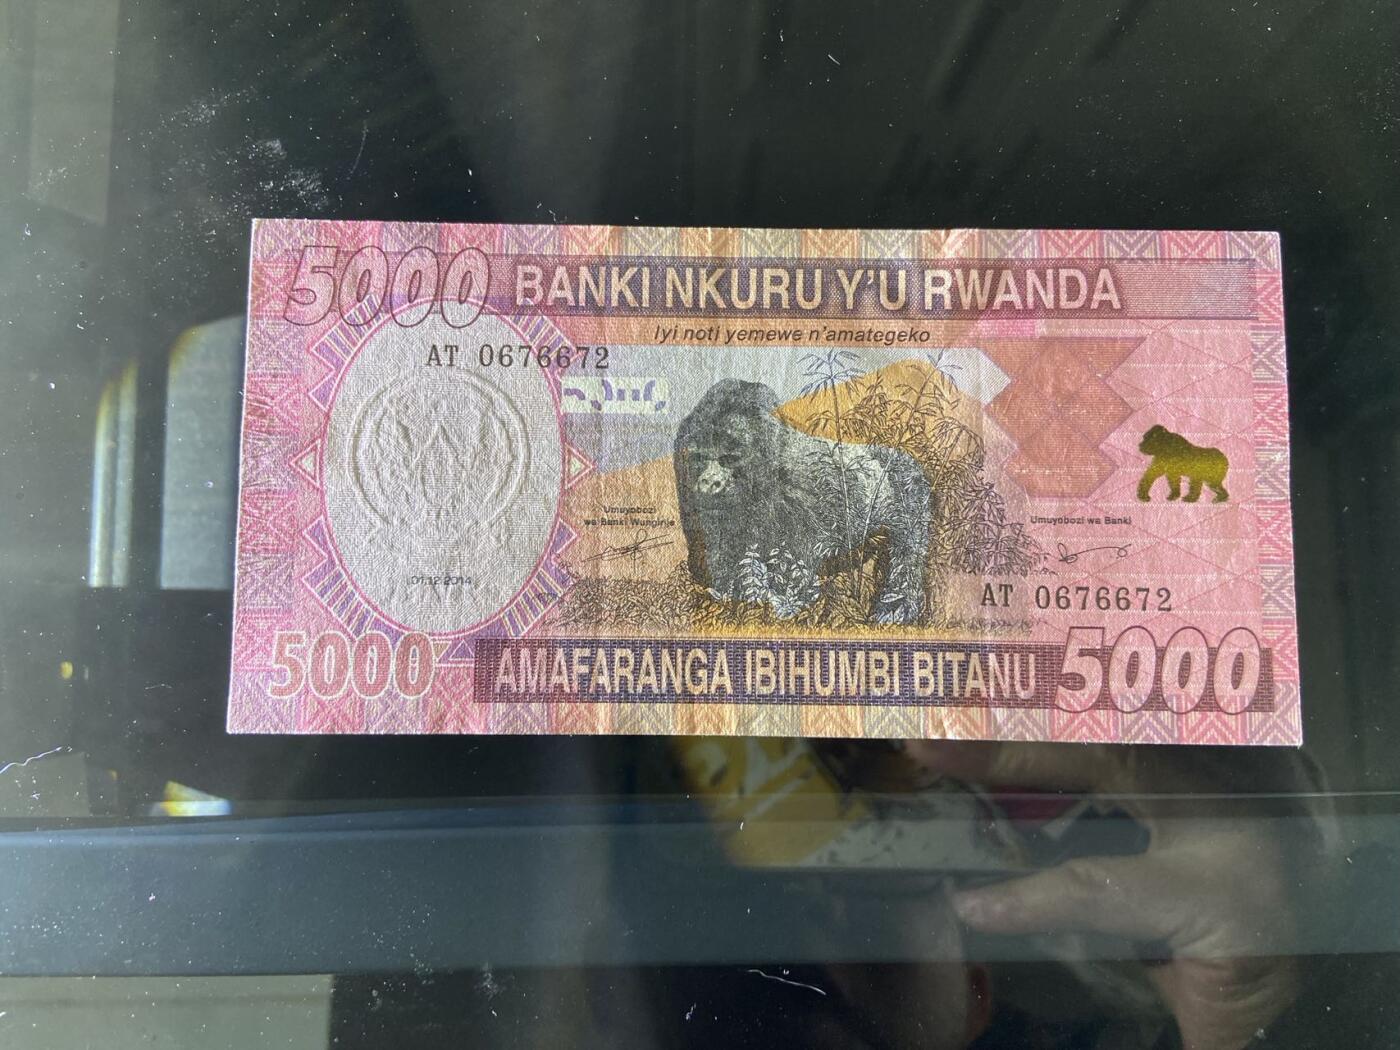 5000 BANKI NKURU Y'U RWANDA
Iyi noti yemewe n'amategeko
AT 0676672
Umuyobozi
wa Banki Wungirije
Umuyobozi wa Banki
01.12.2014
AT 0676672
5000 AMAFARANGA IBIHUMBI BITANU 5000